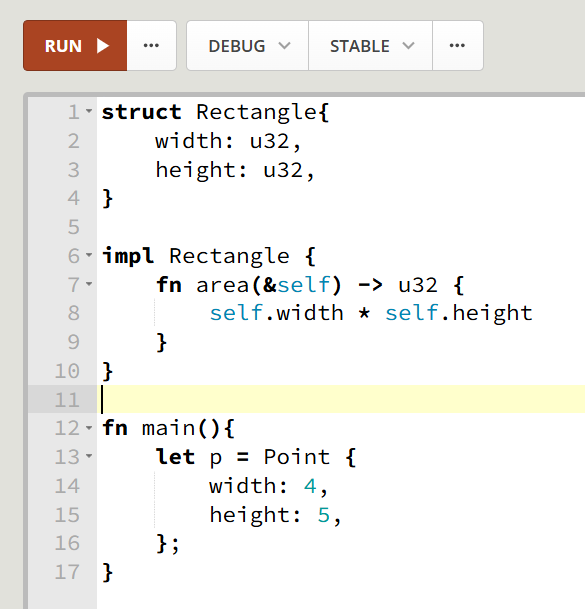 RUN ▶ ··· DEBUG STABLE ···
1 struct Rectangle{
2     width: u32,
3     height: u32,
4 }
5
6 impl Rectangle {
7     fn area(&self) -> u32 {
8         self.width * self.height
9     }
10 }
11
12 fn main(){
13     let p = Point {
14         width: 4,
15         height: 5,
16     };
17 }